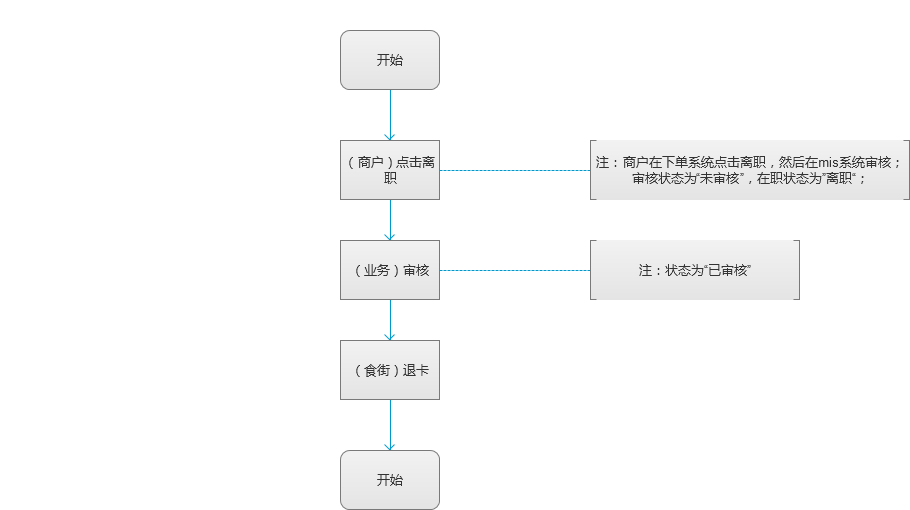 开始
（商户）点击离
职
注：商户在下单系统点击离职，然后在mis系统审核；
审核状态为“未审核”，在职状态为”离职“；
（业务）审核
注：状态为“已审核”
（食街）退卡
开始